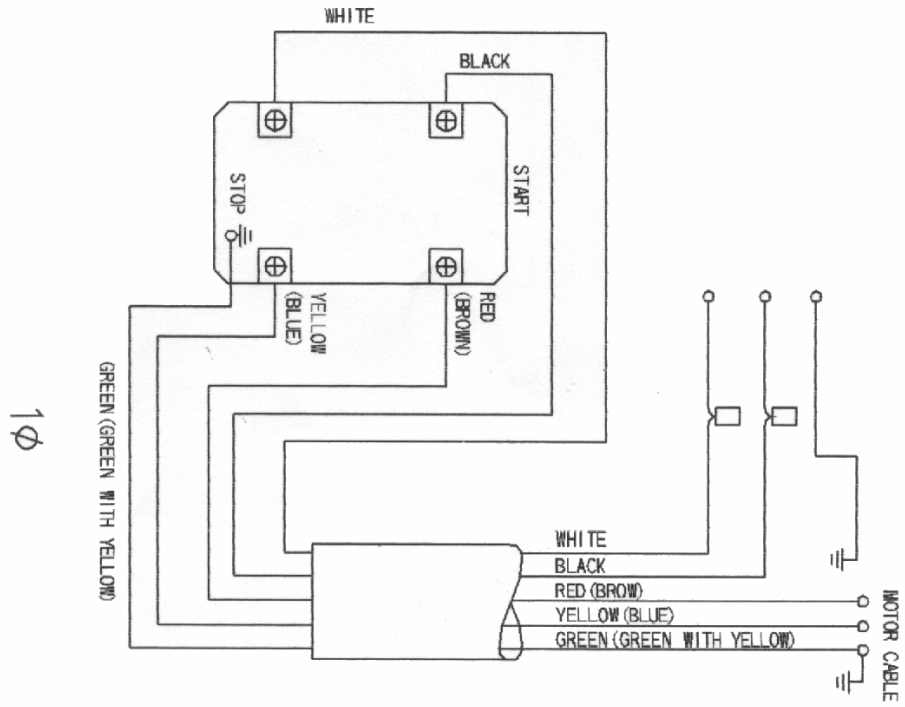 WHITE
BLACK
START
STOP
RED
(BROWN)
YELLOW
(BLUE)
GREEN(GREEN WITH YELLOW)
1Ø
WHITE
BLACK
RED(BROW)
YELLOW(BLUE)
GREEN(GREEN WITH YELLOW)
MOTOR CABLE